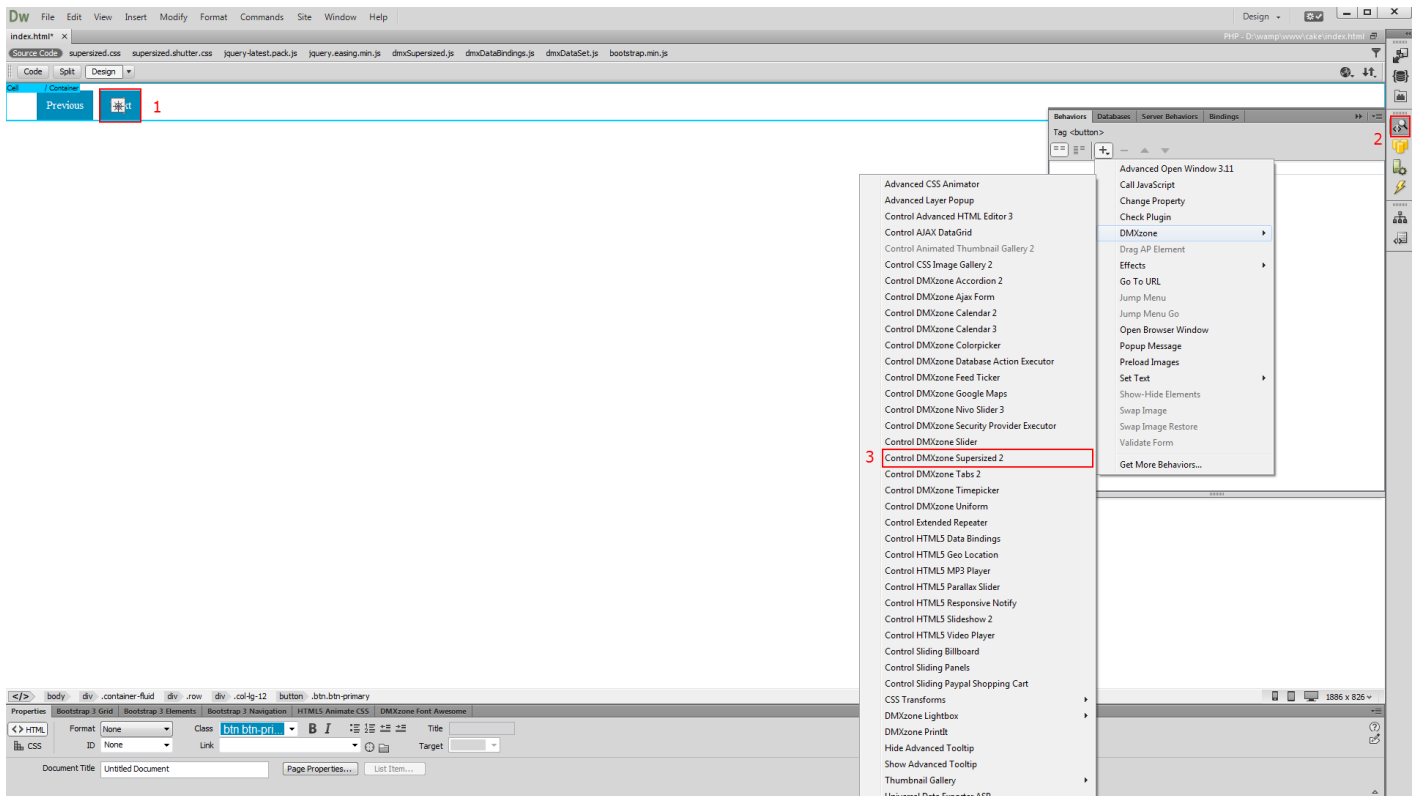 Dw File Edit View Insert Modify Format Commands Site Window Help Design
index.html* × PHP - D:\wamp\www\cake\index.html
Source Code supersized.css supersized.shutter.css jquery-latest.pack.js jquery.easing.min.js dmxSupersized.js dmxDataBindings.js dmxDataSet.js bootstrap.min.js
Code Split Design
Cell / Container
Previous xt 1
Behaviors Databases Server Behaviors Bindings
Tag <button>
2
Advanced Open Window 3.11
Call JavaScript
Change Property
Check Plugin
DMXzone
Drag AP Element
Effects
Go To URL
Jump Menu
Jump Menu Go
Open Browser Window
Popup Message
Preload Images
Set Text
Show-Hide Elements
Swap Image
Swap Image Restore
Validate Form
Get More Behaviors...
Advanced CSS Animator
Advanced Layer Popup
Control Advanced HTML Editor 3
Control AJAX DataGrid
Control Animated Thumbnail Gallery 2
Control CSS Image Gallery 2
Control DMXzone Accordion 2
Control DMXzone Ajax Form
Control DMXzone Calendar 2
Control DMXzone Calendar 3
Control DMXzone Colorpicker
Control DMXzone Database Action Executor
Control DMXzone Feed Ticker
Control DMXzone Google Maps
Control DMXzone Nivo Slider 3
Control DMXzone Security Provider Executor
Control DMXzone Slider
3 Control DMXzone Supersized 2
Control DMXzone Tabs 2
Control DMXzone Timepicker
Control DMXzone Uniform
Control Extended Repeater
Control HTML5 Data Bindings
Control HTML5 Geo Location
Control HTML5 MP3 Player
Control HTML5 Parallax Slider
Control HTML5 Responsive Notify
Control HTML5 Slideshow 2
Control HTML5 Video Player
Control Sliding Billboard
Control Sliding Panels
Control Sliding Paypal Shopping Cart
CSS Transforms
DMXzone Lightbox
DMXzone PrintIt
Hide Advanced Tooltip
Show Advanced Tooltip
Thumbnail Gallery
Universal Data Exporter ASP
</> body div .container-fluid div .row div .col-lg-12 button .btn.btn-primary 1886 x 826
Properties Bootstrap 3 Grid Bootstrap 3 Elements Bootstrap 3 Navigation HTML5 Animate CSS DMXzone Font Awesome
<> HTML Format None Class btn btn-pri... B I Title
CSS ID None Link Target
Document Title Untitled Document Page Properties... List Item...